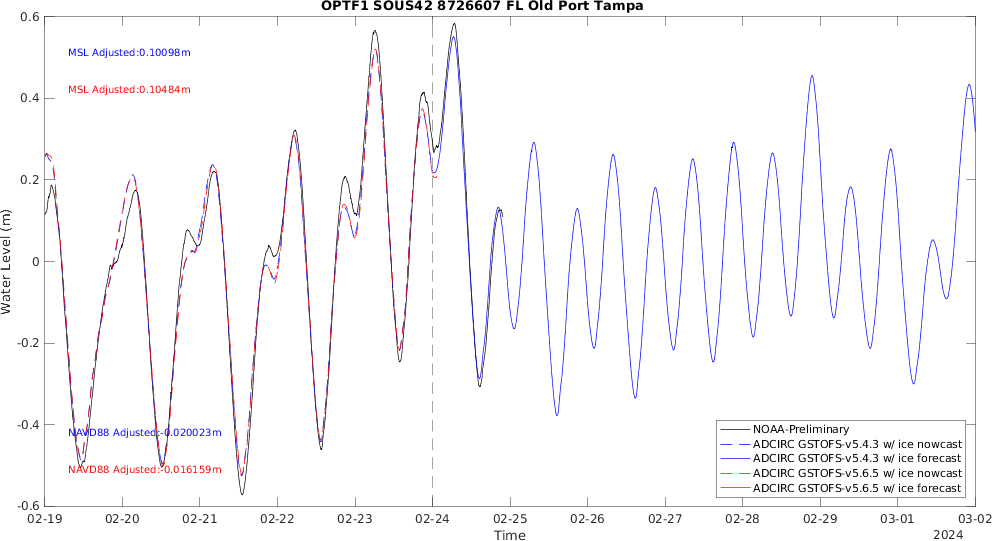 OPTF1 SOUS42 8726607 FL Old Port Tampa
0.6
MSL Adjusted:0.10098m
MSL Adjusted:0.10484m
0.4
0.2
Water Level (m)
0
-0.2
-0.4
NAVD88 Adjusted:-0.020023m
NAVD88 Adjusted:-0.016159m
-0.6
NOAA-Preliminary
ADCIRC GSTOFS-v5.4.3 w/ ice nowcast
ADCIRC GSTOFS-v5.4.3 w/ ice forecast
ADCIRC GSTOFS-v5.6.5 w/ ice nowcast
ADCIRC GSTOFS-v5.6.5 w/ ice forecast
02-19 02-20 02-21 02-22 02-23 02-24 02-25 02-26 02-27 02-28 02-29 03-01 03-02
Time
2024